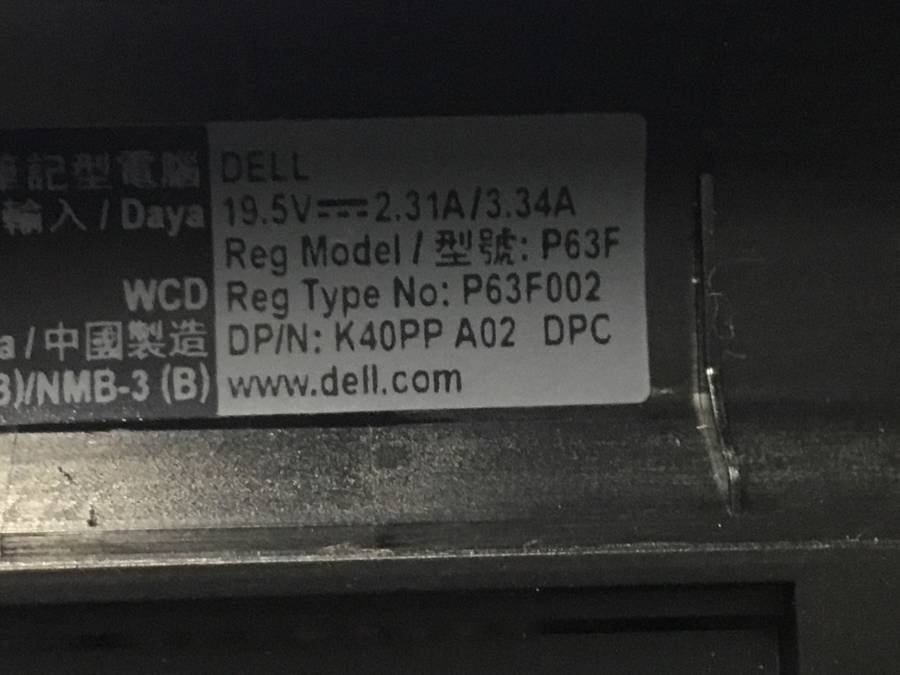 筆記型電腦 DELL
輸入 / Daya 19.5V⎓2.31A/3.34A
Reg Model / 型號: P63F
WCD Reg Type No: P63F002
a / 中國製造 DP/N: K40PP A02 DPC
)/NMB-3 (B) www.dell.com